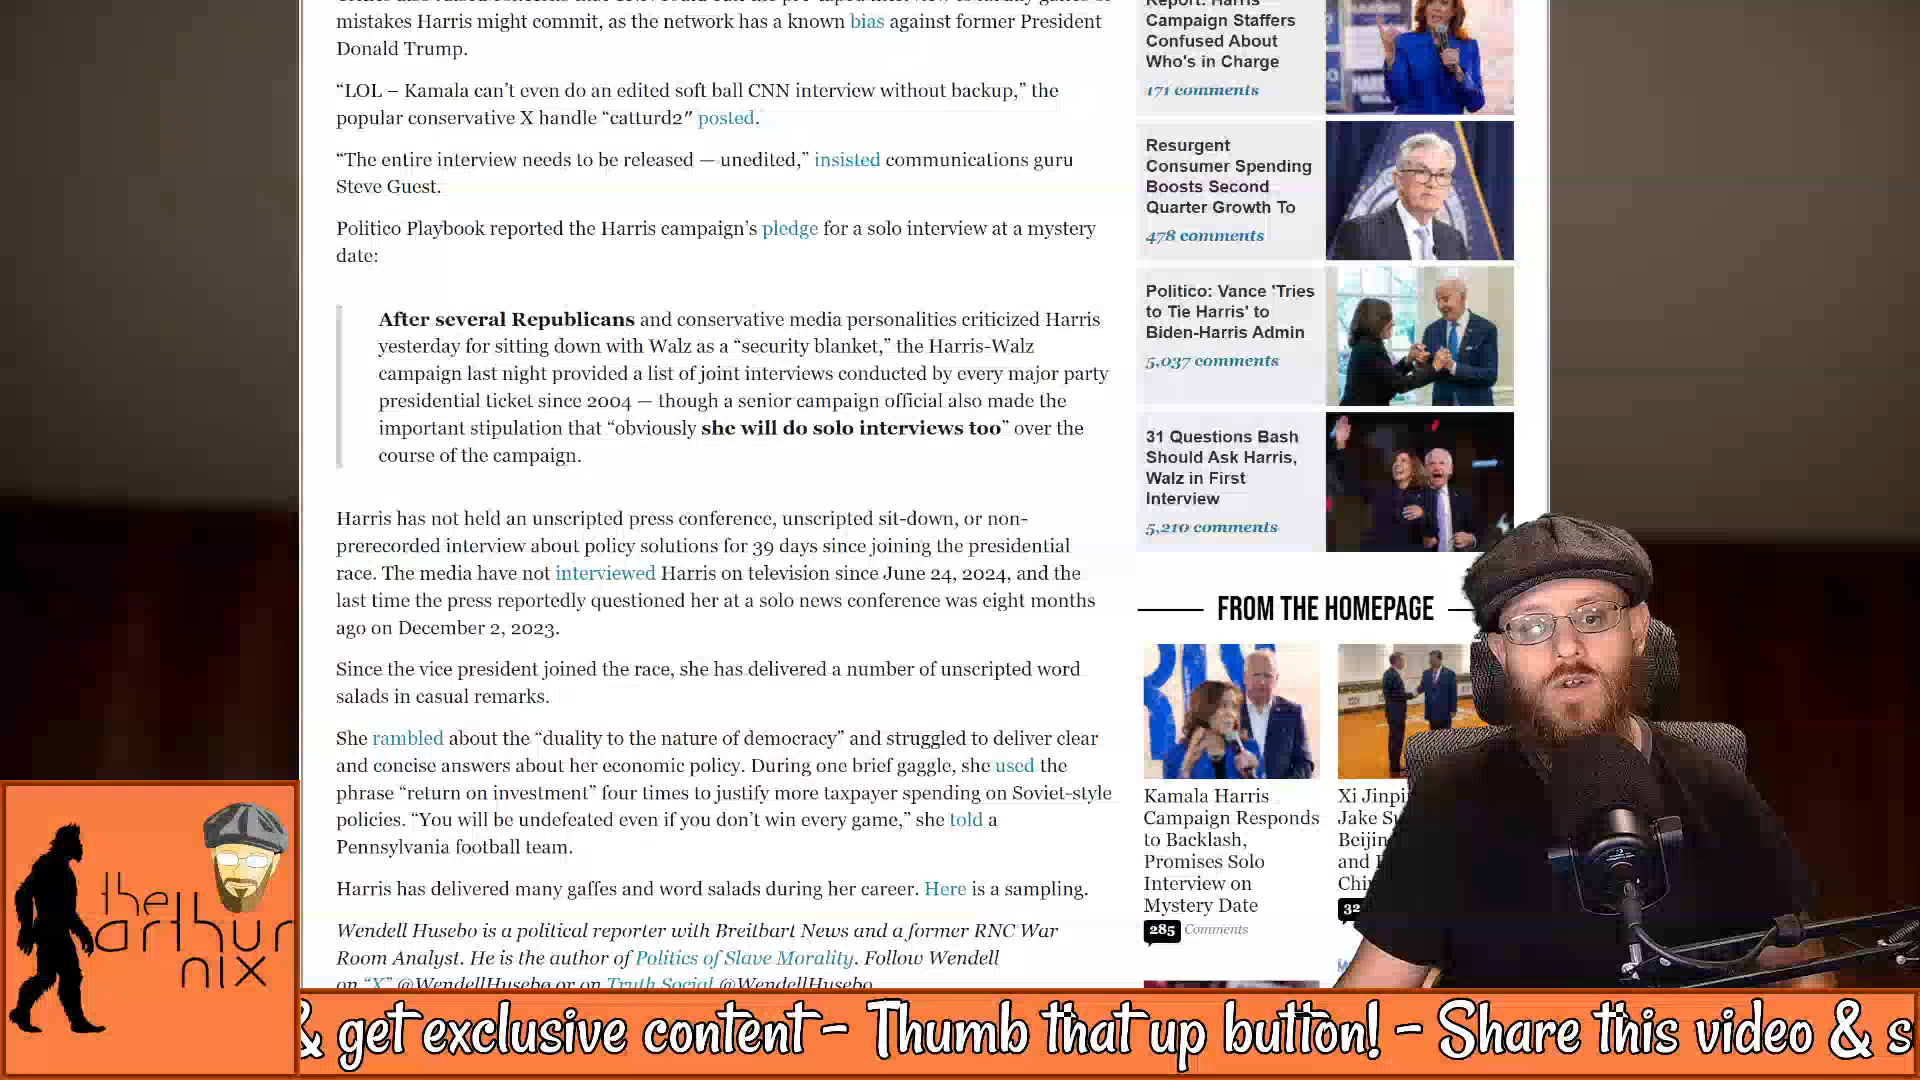 mistakes Harris might commit, as the network has a known bias against former President
Donald Trump.
“LOL – Kamala can’t even do an edited soft ball CNN interview without backup,” the
popular conservative X handle “catturd2″ posted.
“The entire interview needs to be released — unedited,” insisted communications guru
Steve Guest.
Politico Playbook reported the Harris campaign’s pledge for a solo interview at a mystery
date:
After several Republicans and conservative media personalities criticized Harris
yesterday for sitting down with Walz as a “security blanket,” the Harris-Walz
campaign last night provided a list of joint interviews conducted by every major party
presidential ticket since 2004 — though a senior campaign official also made the
important stipulation that “obviously she will do solo interviews too” over the
course of the campaign.
Harris has not held an unscripted press conference, unscripted sit-down, or non-
prerecorded interview about policy solutions for 39 days since joining the presidential
race. The media have not interviewed Harris on television since June 24, 2024, and the
last time the press reportedly questioned her at a solo news conference was eight months
ago on December 2, 2023.
Since the vice president joined the race, she has delivered a number of unscripted word
salads in casual remarks.
She rambled about the “duality to the nature of democracy” and struggled to deliver clear
and concise answers about her economic policy. During one brief gaggle, she used the
phrase “return on investment” four times to justify more taxpayer spending on Soviet-style
policies. “You will be undefeated even if you don’t win every game,” she told a
Pennsylvania football team.
Harris has delivered many gaffes and word salads during her career. Here is a sampling.
Wendell Husebo is a political reporter with Breitbart News and a former RNC War
Room Analyst. He is the author of Politics of Slave Morality. Follow Wendell
on “X” @WendellHusebø or on Truth Social @WendellHusebo
Report: Harris
Campaign Staffers
Confused About
Who's in Charge
171 comments
Resurgent
Consumer Spending
Boosts Second
Quarter Growth To
478 comments
Politico: Vance 'Tries
to Tie Harris' to
Biden-Harris Admin
5,037 comments
31 Questions Bash
Should Ask Harris,
Walz in First
Interview
5,210 comments
FROM THE HOMEPAGE
Kamala Harris
Campaign Responds
to Backlash,
Promises Solo
Interview on
Mystery Date
285 Comments
Xi Jinpi
Jake Su
Beijin
and
Chi
32
the
arthur
nix
& get exclusive content - Thumb that up button! - Share this video & s